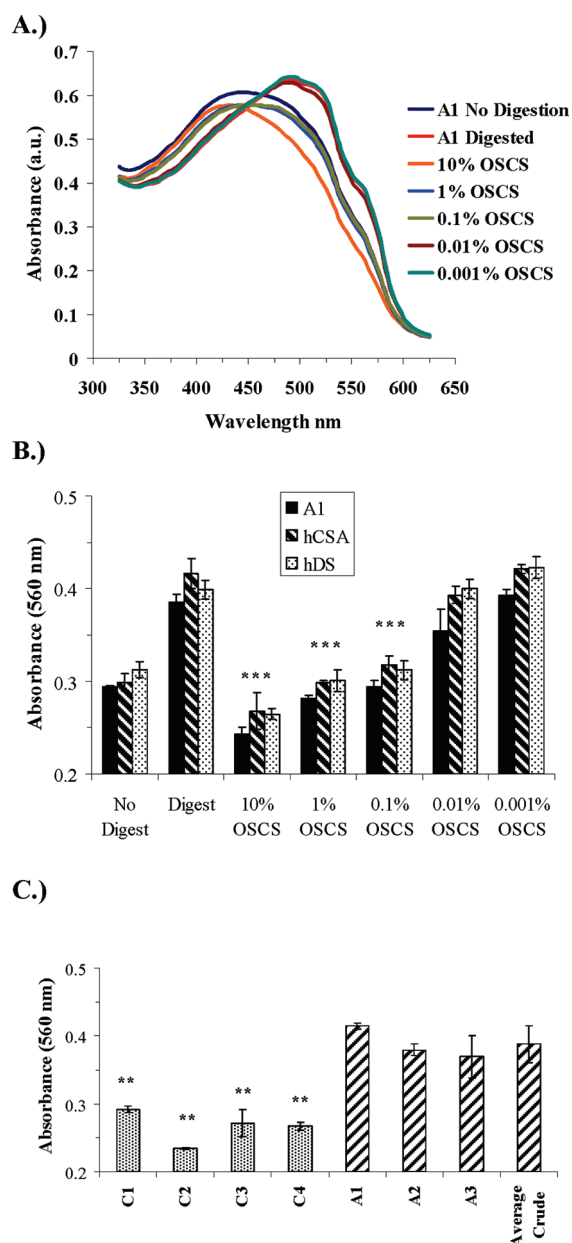 A.)
0.7
0.6
0.5
0.4
0.3
0.2
0.1
0
Absorbance (a.u.)
300 350 400 450 500 550 600 650
Wavelength nm
A1 No Digestion
A1 Digested
10% OSCS
1% OSCS
0.1% OSCS
0.01% OSCS
0.001% OSCS
B.)
0.5
0.4
0.3
0.2
Absorbance (560 nm)
A1
hCSA
hDS
***
***
***
No Digest 10% 1% 0.1% 0.01% 0.001%
Digest OSCS OSCS OSCS OSCS OSCS
C.)
0.5
0.4
0.3
0.2
Absorbance (560 nm)
**
**
**
**
C1
C2
C3
C4
A1
A2
A3
Average
Crude